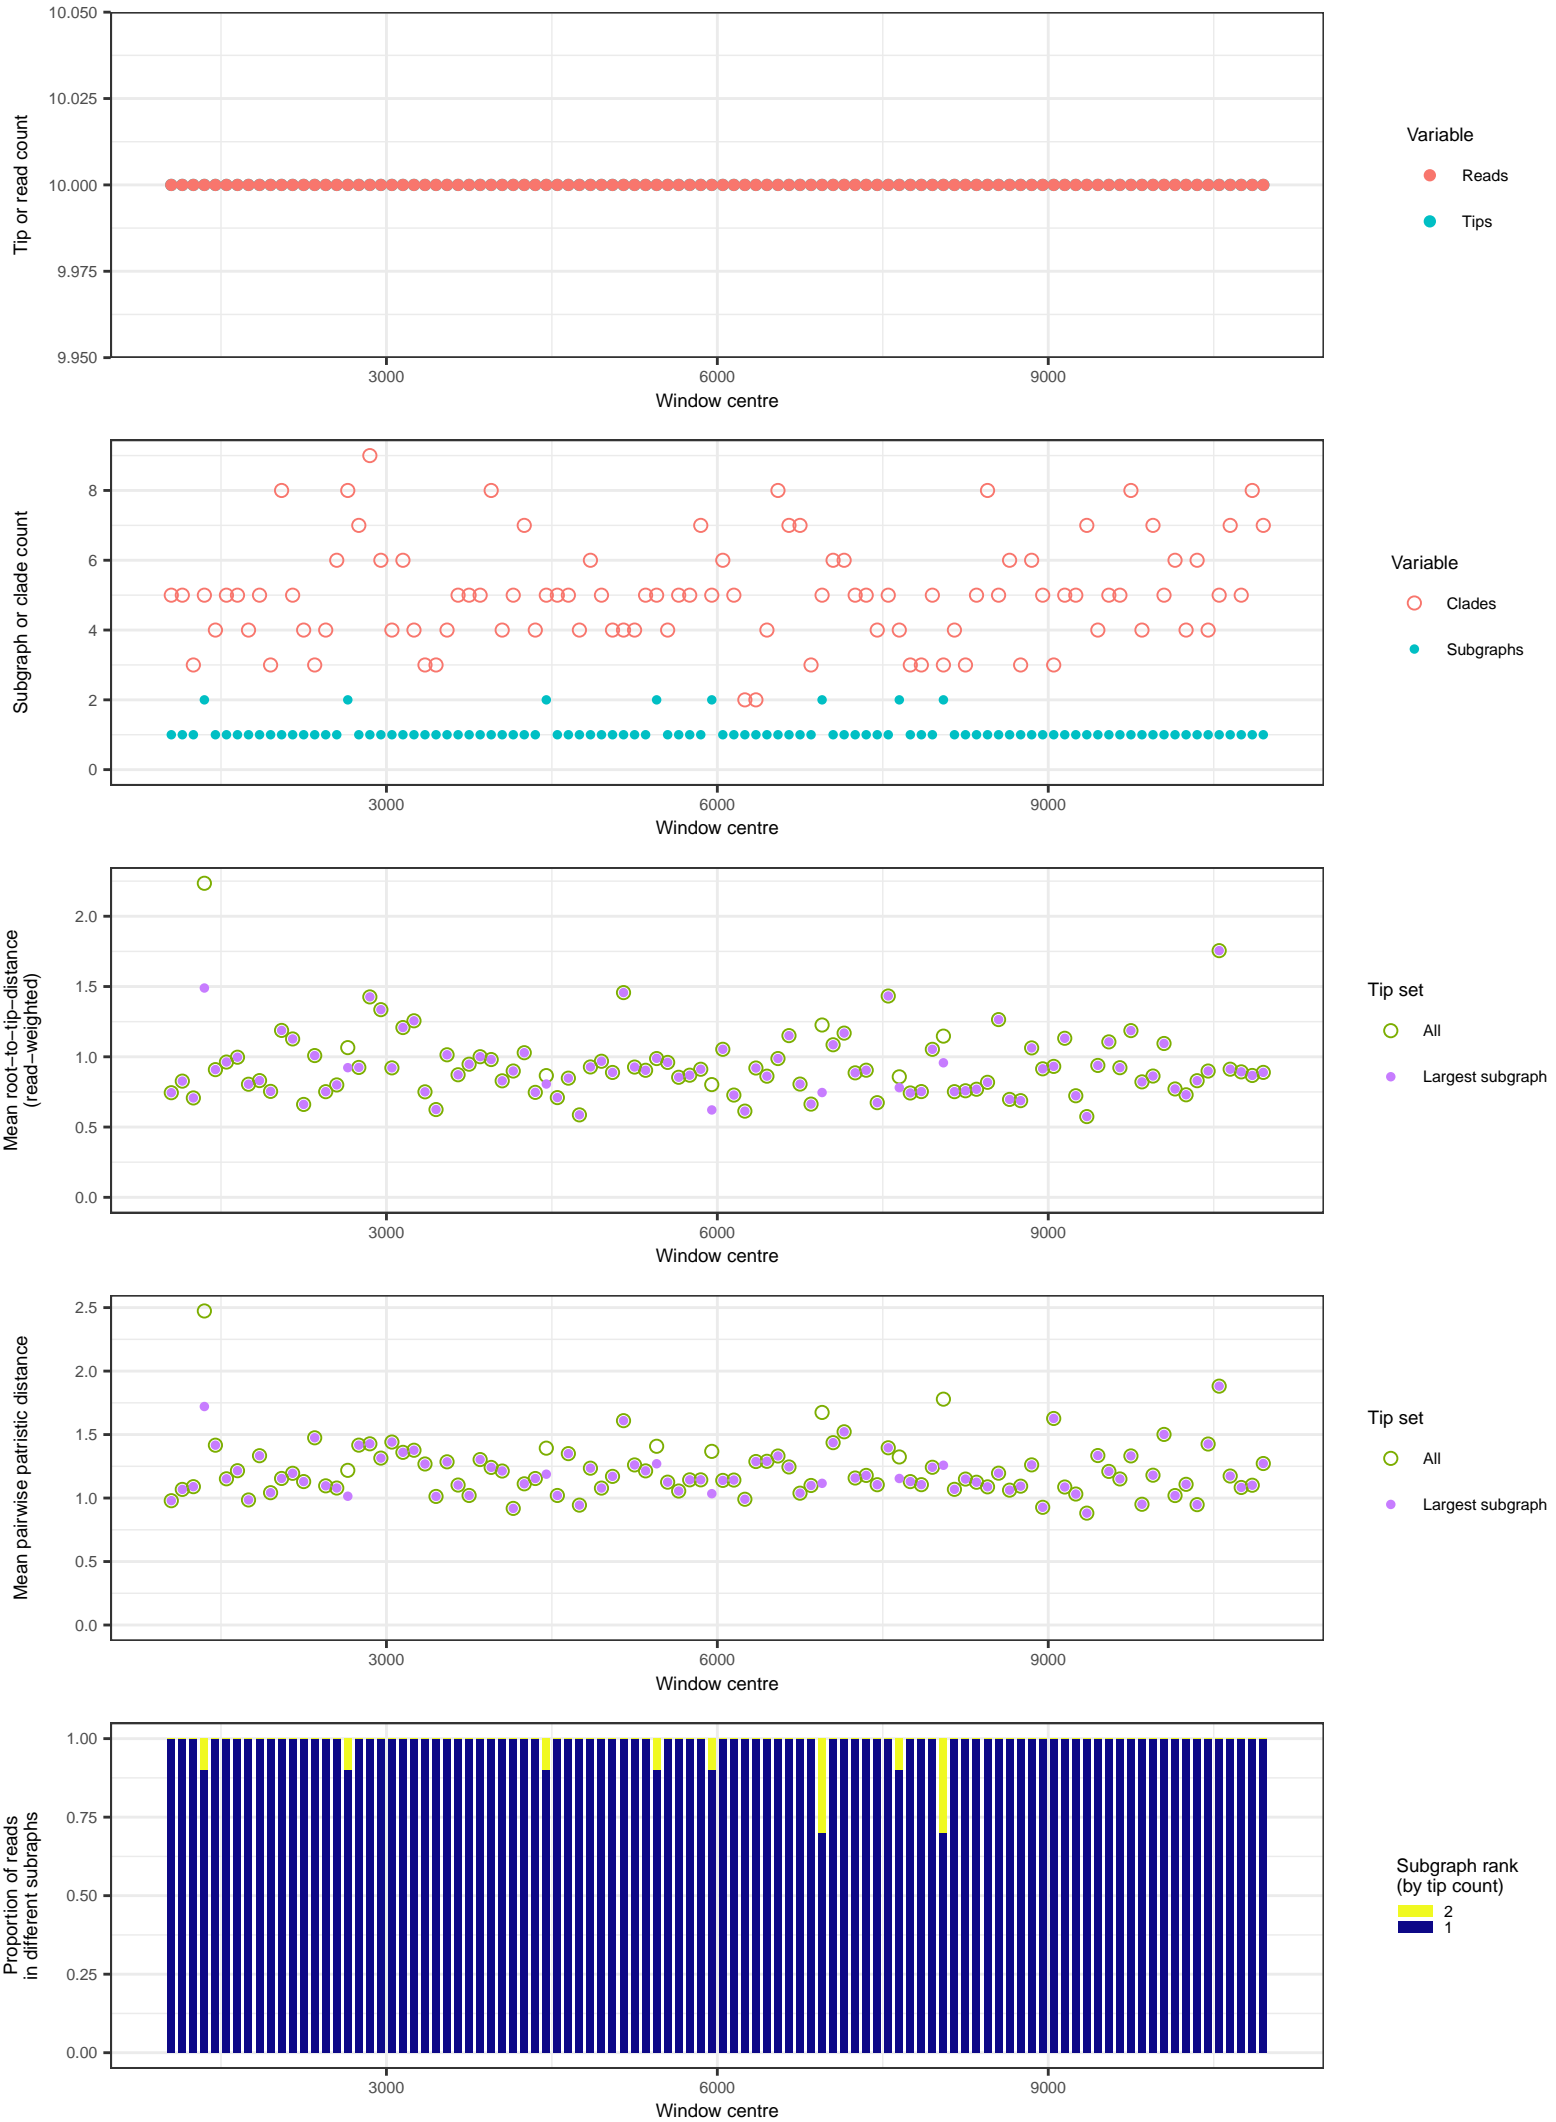 10.050
10.025
10.000
9.975
9.950
Tip or read count
3000 6000 9000
Window centre
Variable
Reads
Tips
8
6
4
2
0
Subgraph or clade count
3000 6000 9000
Window centre
Variable
Clades
Subgraphs
2.0
1.5
1.0
0.5
0.0
Mean root−to−tip−distance
(read−weighted)
3000 6000 9000
Window centre
Tip set
All
Largest subgraph
2.5
2.0
1.5
1.0
0.5
0.0
Mean pairwise patristic distance
3000 6000 9000
Window centre
Tip set
All
Largest subgraph
1.00
0.75
0.50
0.25
0.00
Proportion of reads
in different subraphs
3000 6000 9000
Window centre
Subgraph rank
(by tip count)
2
1